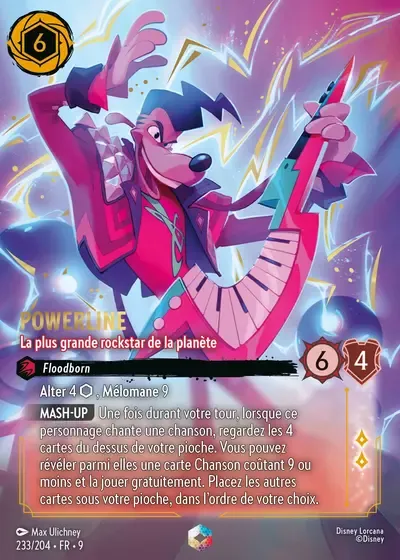 6
POWERLINE
La plus grande rockstar de la planète
Floodborn
6 4
Alter 4 ⬡, Mélomane 9
MASH-UP Une fois durant votre tour, lorsque ce
personnage chante une chanson, regardez les 4
cartes du dessus de votre pioche. Vous pouvez
révéler parmi elles une carte Chanson coûtant 9 ou
moins et la jouer gratuitement. Placez les autres
cartes sous votre pioche, dans l'ordre de votre choix.
Max Ulichney
233/204 • FR • 9
Disney Lorcana
©Disney